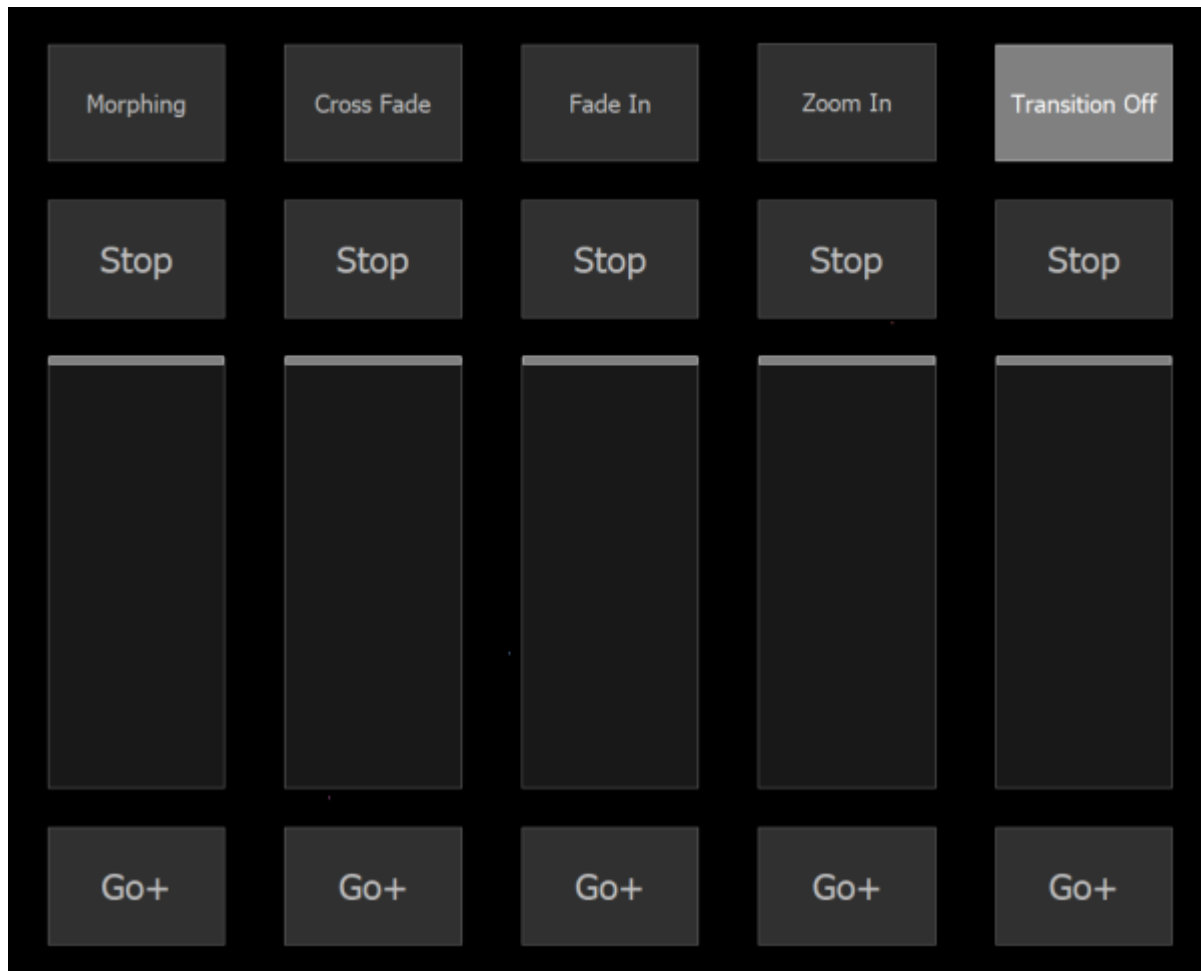 Morphing
Cross Fade
Fade In
Zoom In
Transition Off
Stop
Stop
Stop
Stop
Stop
Go+
Go+
Go+
Go+
Go+